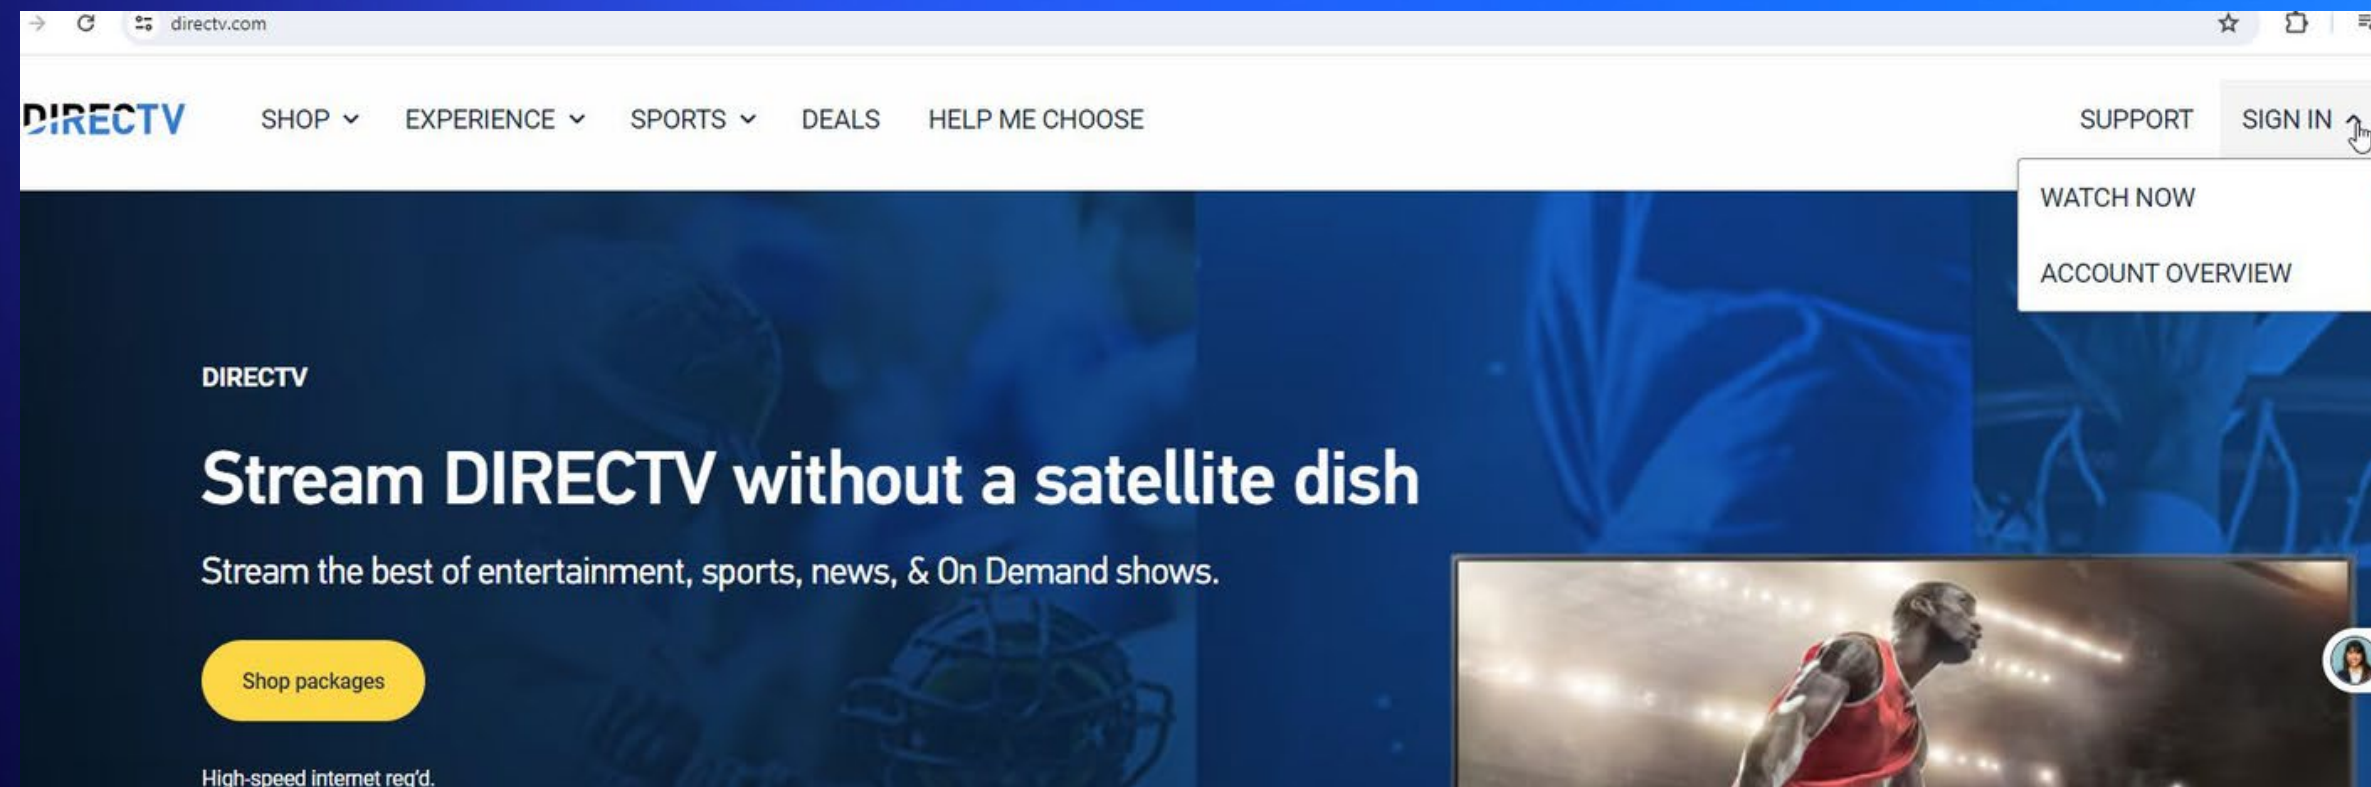 directv.com
DIRECTV SHOP EXPERIENCE SPORTS DEALS HELP ME CHOOSE SUPPORT SIGN IN
WATCH NOW
ACCOUNT OVERVIEW
DIRECTV
Stream DIRECTV without a satellite dish
Stream the best of entertainment, sports, news, & On Demand shows.
Shop packages
High-speed internet req'd.